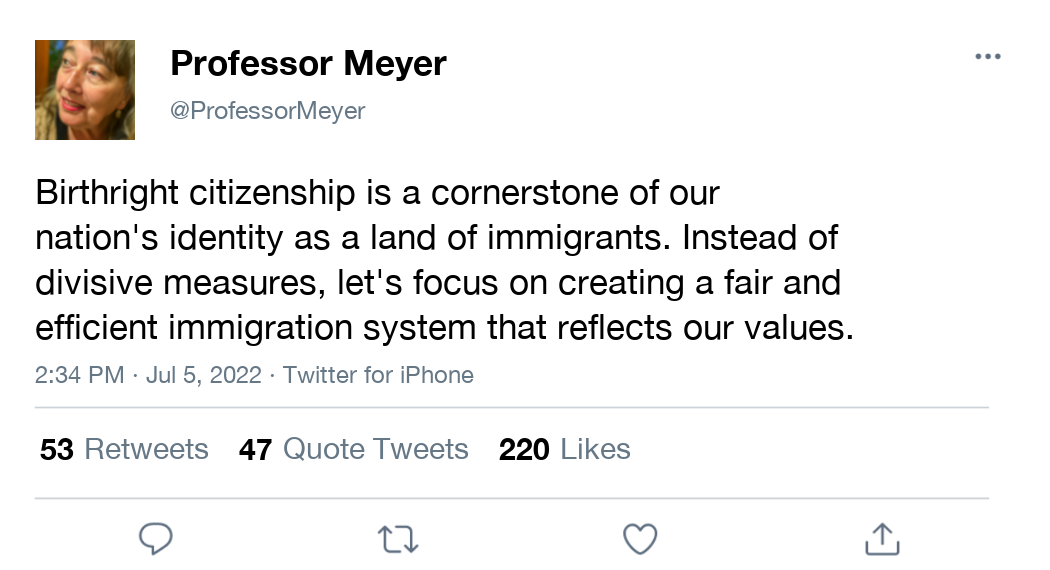 Professor Meyer
@ProfessorMeyer
Birthright citizenship is a cornerstone of our
nation's identity as a land of immigrants. Instead of
divisive measures, let's focus on creating a fair and
efficient immigration system that reflects our values.
2:34 PM · Jul 5, 2022 · Twitter for iPhone
53 Retweets 47 Quote Tweets 220 Likes